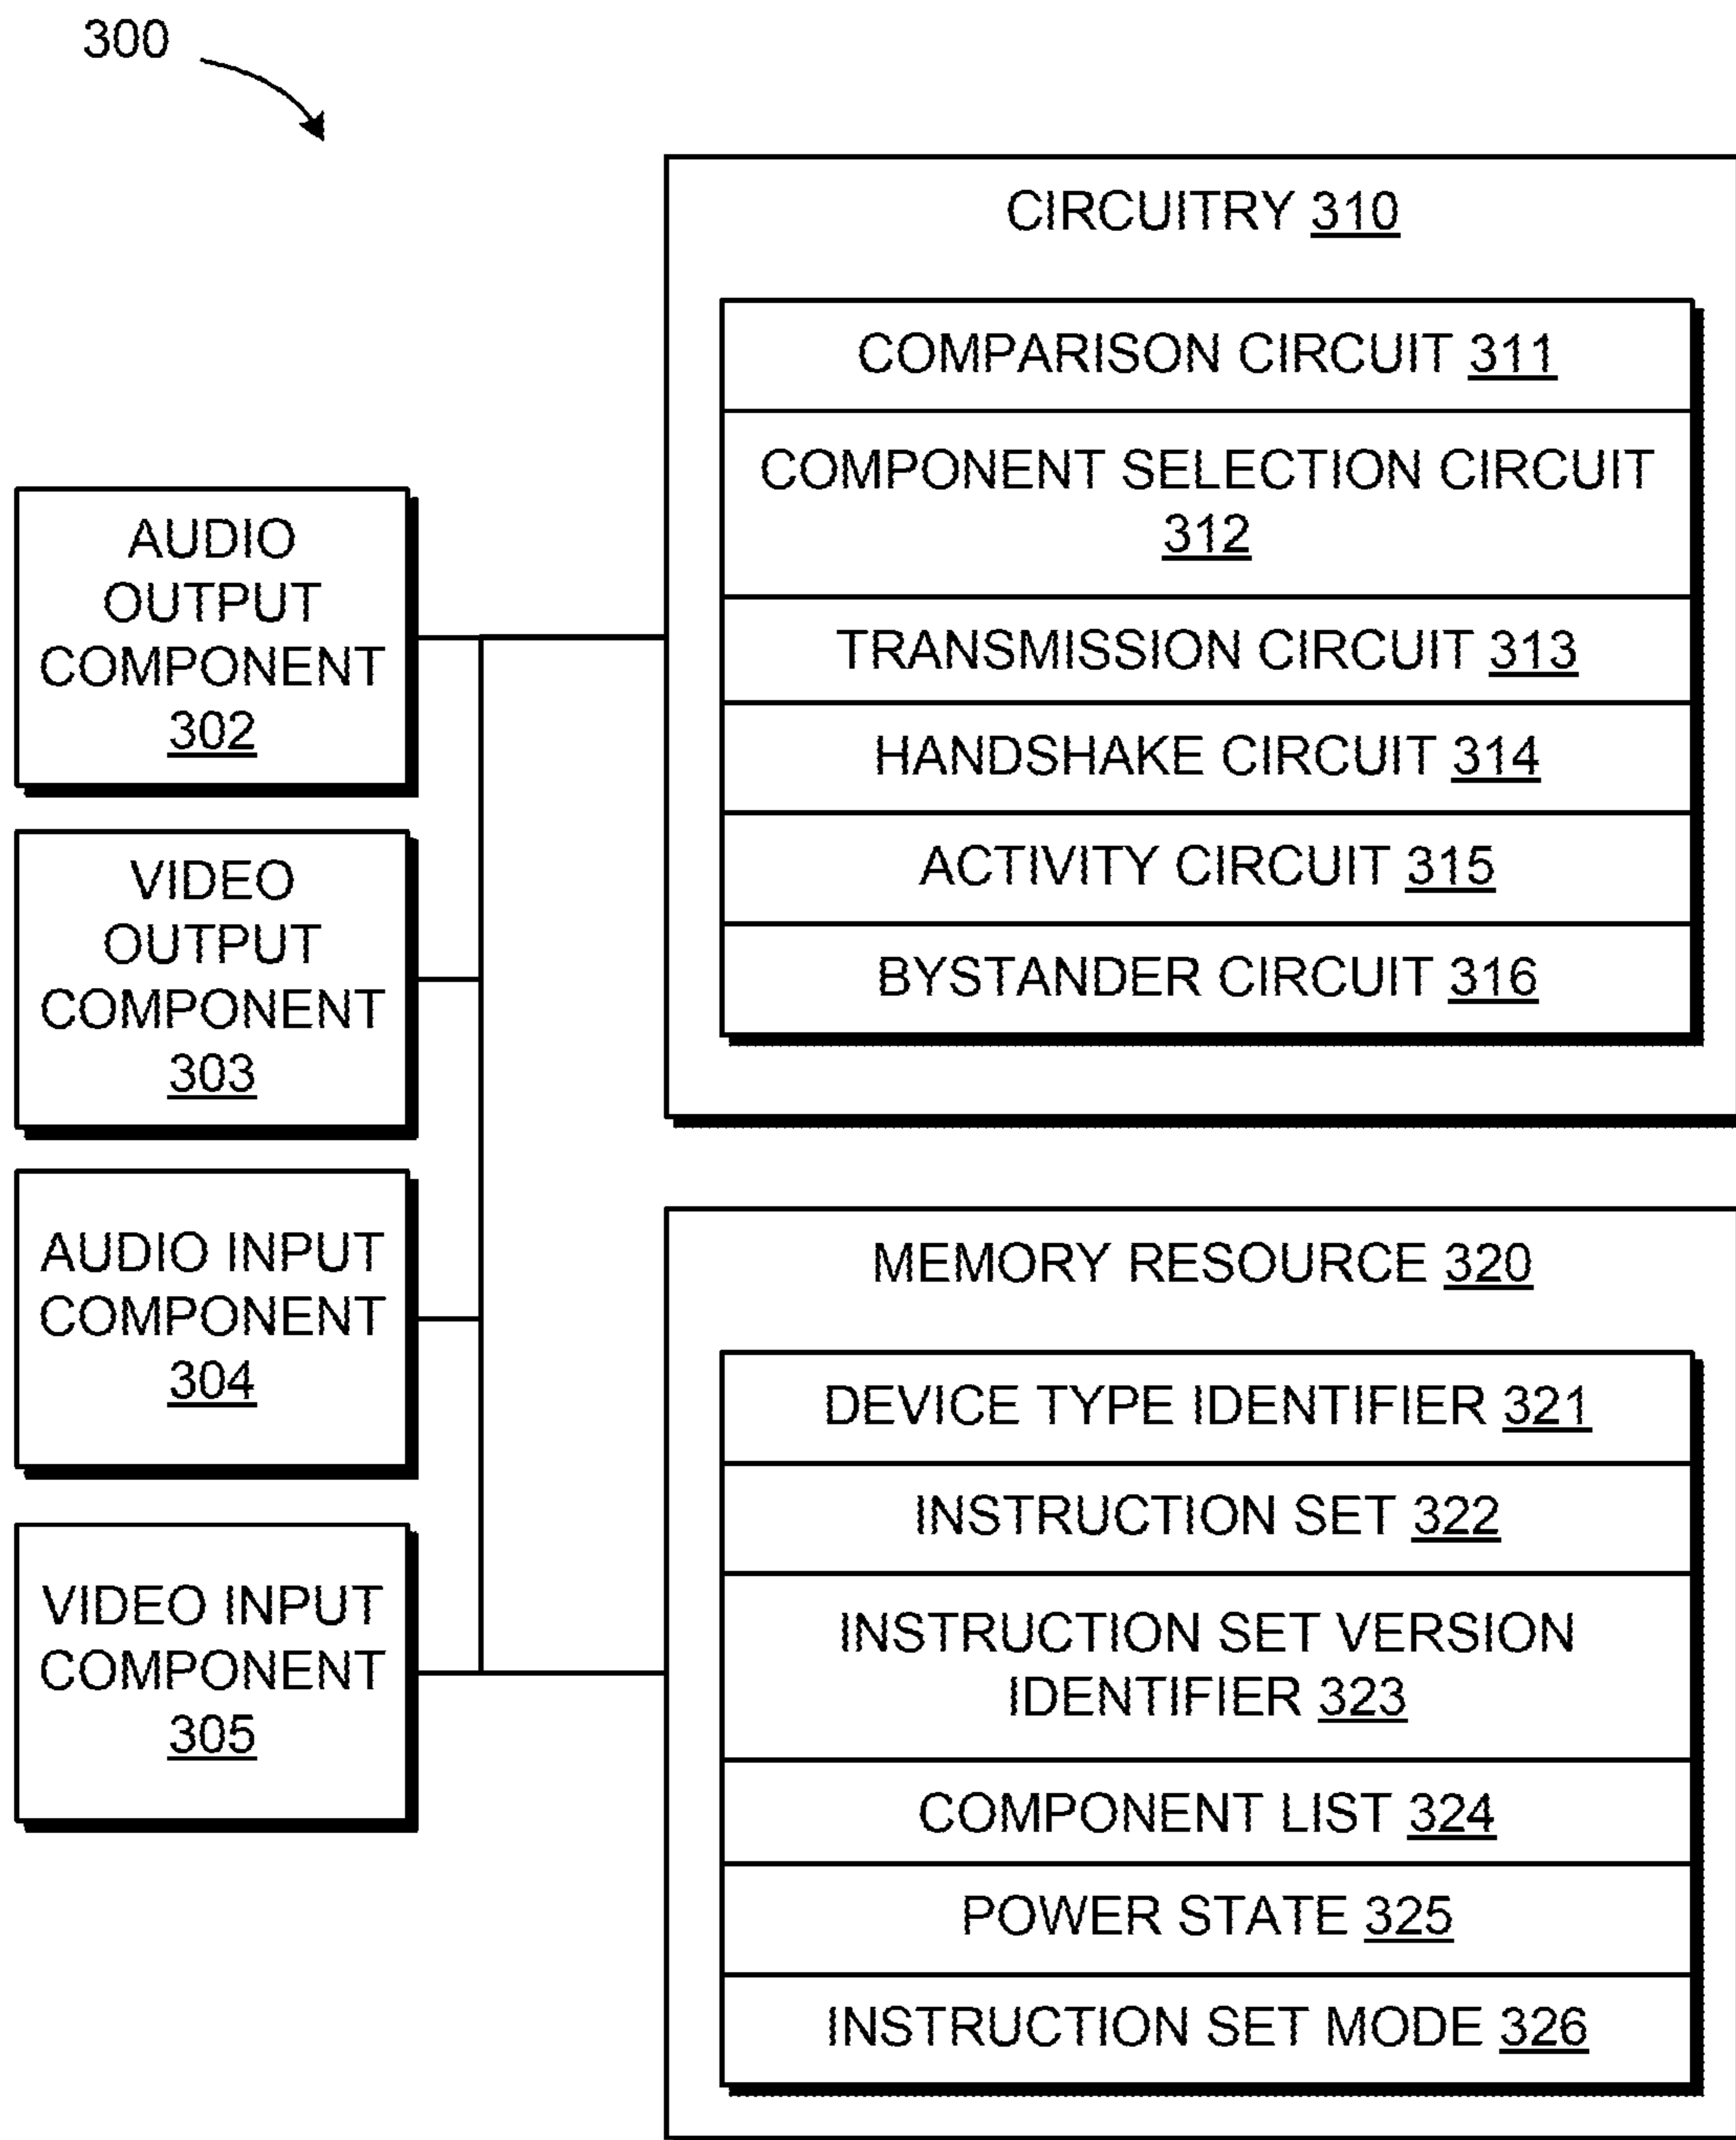 300
CIRCUITRY 310
COMPARISON CIRCUIT 311
COMPONENT SELECTION CIRCUIT
312
TRANSMISSION CIRCUIT 313
HANDSHAKE CIRCUIT 314
ACTIVITY CIRCUIT 315
BYSTANDER CIRCUIT 316
AUDIO
OUTPUT
COMPONENT
302
VIDEO
OUTPUT
COMPONENT
303
AUDIO INPUT
COMPONENT
304
VIDEO INPUT
COMPONENT
305
MEMORY RESOURCE 320
DEVICE TYPE IDENTIFIER 321
INSTRUCTION SET 322
INSTRUCTION SET VERSION
IDENTIFIER 323
COMPONENT LIST 324
POWER STATE 325
INSTRUCTION SET MODE 326